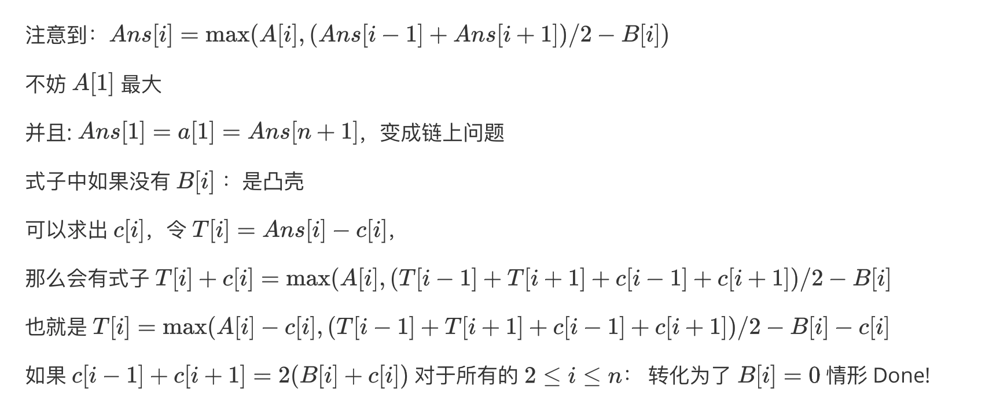 注意到：Ans[i] = max(A[i], (Ans[i − 1] + Ans[i + 1])/2 − B[i])
不妨 A[1] 最大
并且: Ans[1] = a[1] = Ans[n + 1]，变成链上问题
式子中如果没有 B[i]：是凸壳
可以求出 c[i]，令 T[i] = Ans[i] − c[i],
那么会有式子 T[i] + c[i] = max(A[i], (T[i − 1] + T[i + 1] + c[i − 1] + c[i + 1])/2 − B[i]
也就是 T[i] = max(A[i] − c[i], (T[i − 1] + T[i + 1] + c[i − 1] + c[i + 1])/2 − B[i] − c[i]
如果 c[i − 1] + c[i + 1] = 2(B[i] + c[i]) 对于所有的 2 ≤ i ≤ n： 转化为了 B[i] = 0 情形 Done!